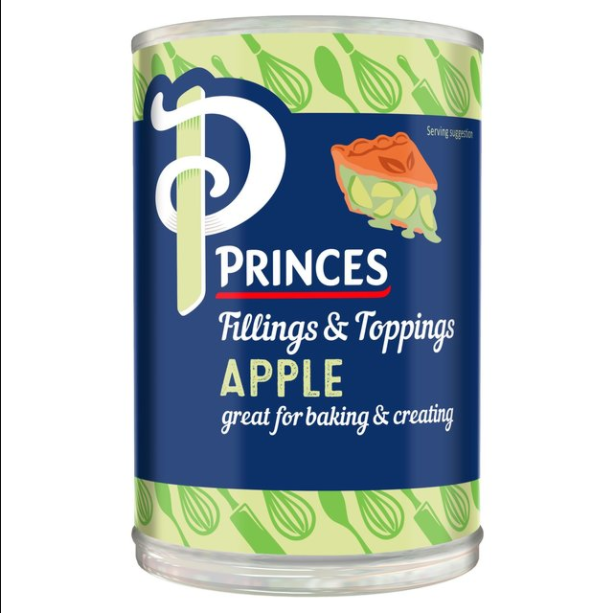 Serving suggestion
P
PRINCES
Fillings & Toppings
APPLE
great for baking & creating